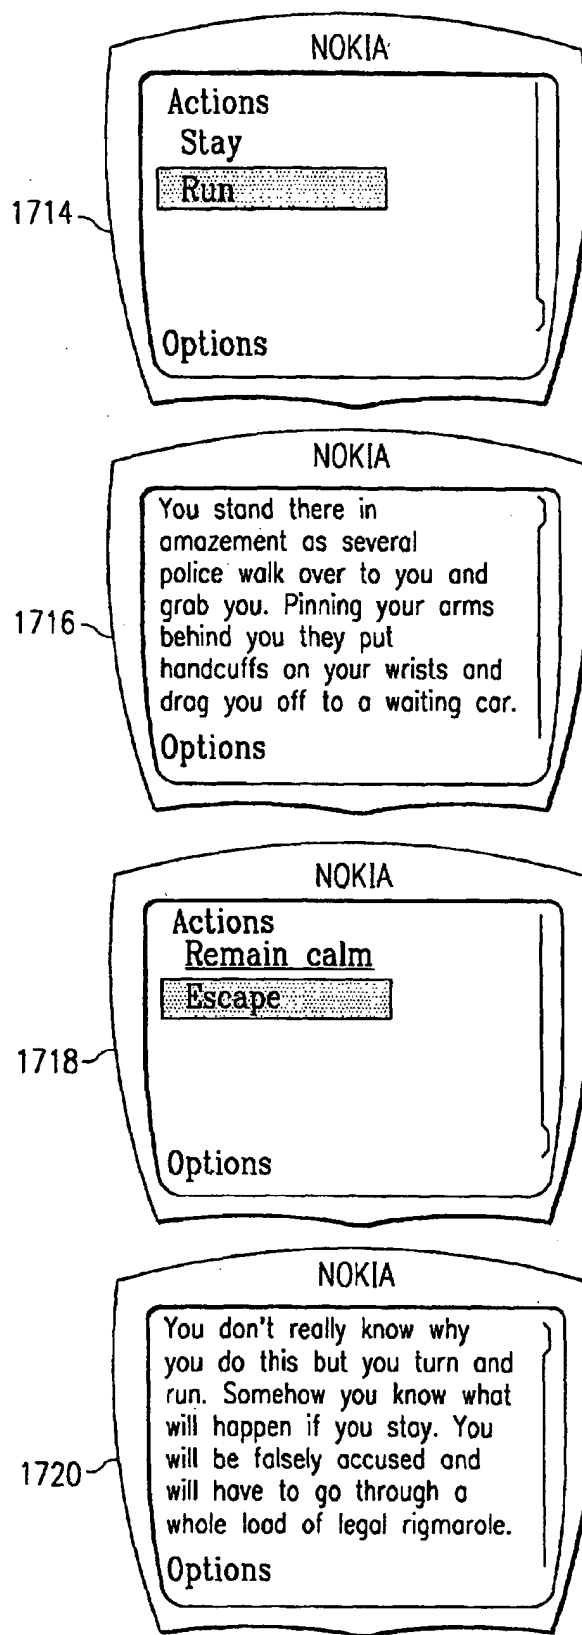 NOKIA
Actions
Stay
Run
1714
Options
NOKIA
You stand there in
amazement as several
police walk over to you and
grab you. Pinning your arms
1716
behind you they put
handcuffs on your wrists and
drag you off to a waiting car.
Options
NOKIA
Actions
Remain calm
Escape
1718
Options
NOKIA
You don't really know why
you do this but you turn and
run. Somehow you know what
will happen if you stay. You
will be falsely accused and
1720
will have to go through a
whole load of legal rigmarole.
Options